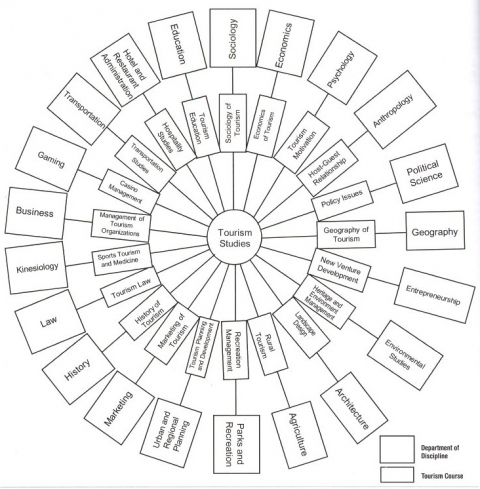 Sociology
Economics
Psychology
Anthropology
Political
Science
Geography
Entrepreneurship
Environmental
Studies
Architecture
Agriculture
Parks and
Recreation
Urban and
Regional
Planning
Marketing
History
Law
Kinesiology
Business
Gaming
Transportation
Hotel and
Restaurant
Administration
Education
Sociology of
Tourism
Economics
of Tourism
Tourism
Motivation
Host-Guest
Relationship
Policy Issues
Geography
of Tourism
New Venture
Development
Heritage and
Environment
Management
Landscape
Design
Rural
Tourism
Recreation
Management
Tourism Planning
and Development
Marketing of
Tourism
History of
Tourism
Tourism Law
Sports Tourism
and Medicine
Management of
Tourism
Organizations
Casino
Management
Transportation
Studies
Hospitality
Studies
Tourism
Education
Tourism
Studies
Department of
Discipline
Tourism Course